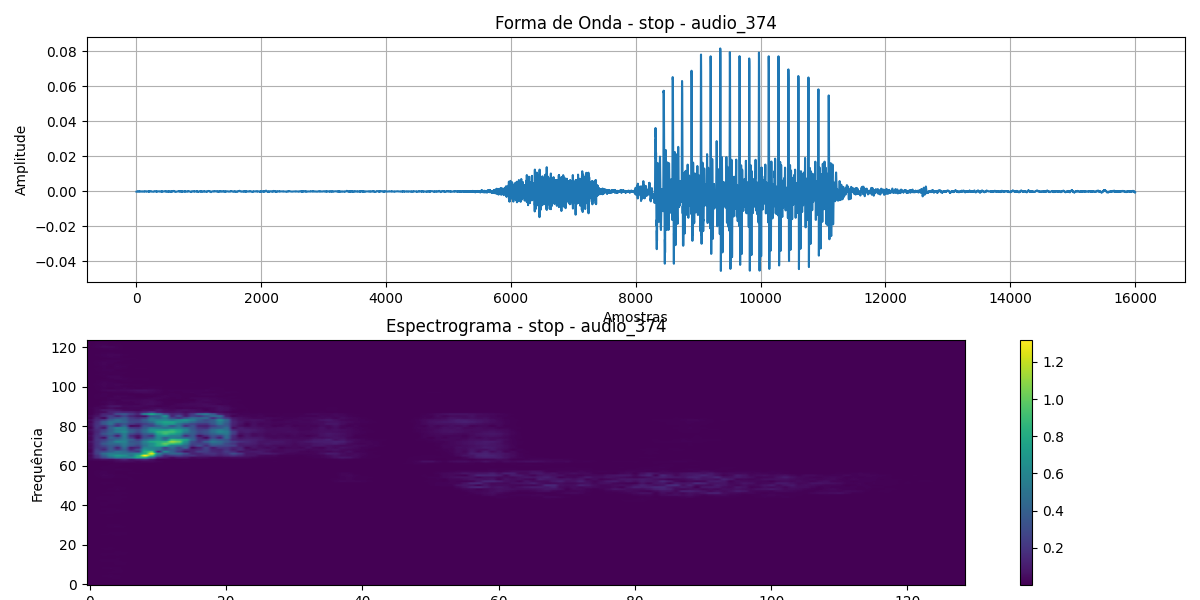 Forma de Onda - stop - audio_374
Amplitude
0.08
0.06
0.04
0.02
0.00
−0.02
−0.04
0 2000 4000 6000 8000 10000 12000 14000 16000
Amostras
Espectrograma - stop - audio_374
Frequência
120
100
80
60
40
20
0
1.2
1.0
0.8
0.6
0.4
0.2
0 20 40 60 80 100 120